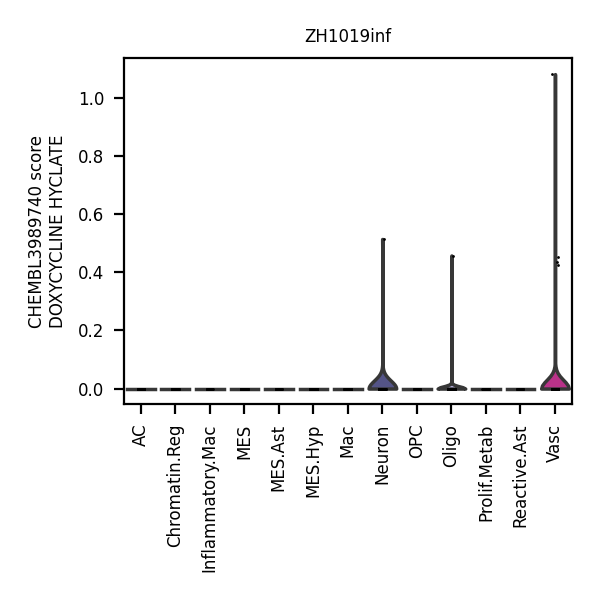 ZH1019inf
CHEMBL3989740 score
DOXYCYCLINE HYCLATE
1.0
0.8
0.6
0.4
0.2
0.0
AC
Chromatin.Reg
Inflammatory.Mac
MES
MES.Ast
MES.Hyp
Mac
Neuron
OPC
Oligo
Prolif.Metab
Reactive.Ast
Vasc